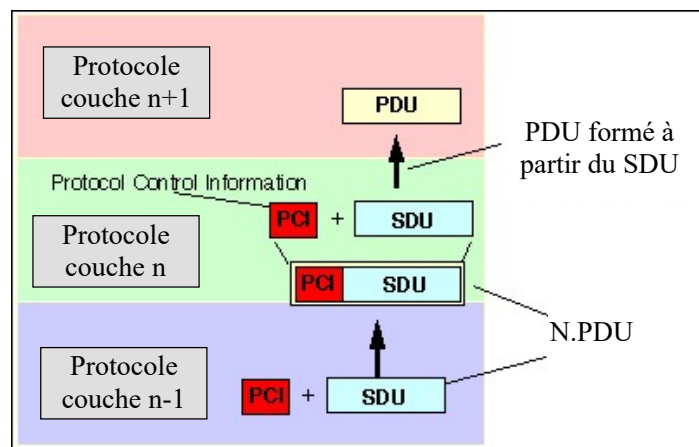 Protocole
couche n+1
PDU
PDU formé à
partir du SDU
Protocol Control Information
PCI + SDU
Protocole
couche n
PCI SDU
N.PDU
Protocole
couche n-1
PCI + SDU